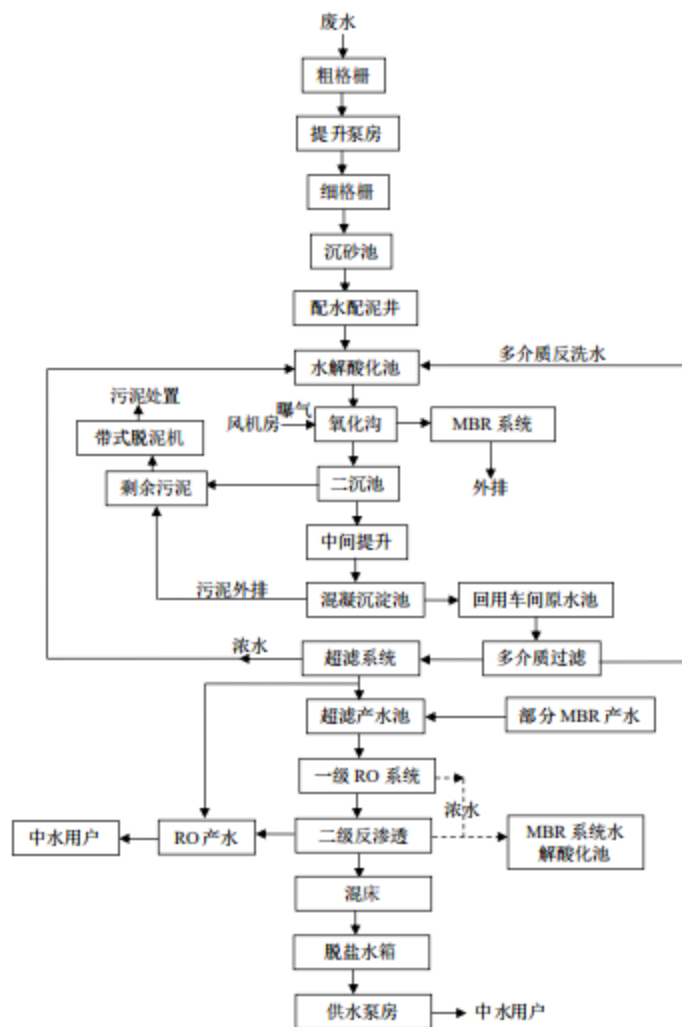 废水
粗格栅
提升泵房
细格栅
沉砂池
配水配泥井
水解酸化池
多介质反洗水
污泥处置
曝气
风机房
氧化沟
MBR 系统
带式脱泥机
外排
剩余污泥
二沉池
中间提升
污泥外排
混凝沉淀池
回用车间原水池
浓水
超滤系统
多介质过滤
超滤产水池
部分 MBR 产水
一级 RO 系统
浓水
中水用户
RO 产水
二级反渗透
MBR 系统水
解酸化池
混床
脱盐水箱
供水泵房
中水用户